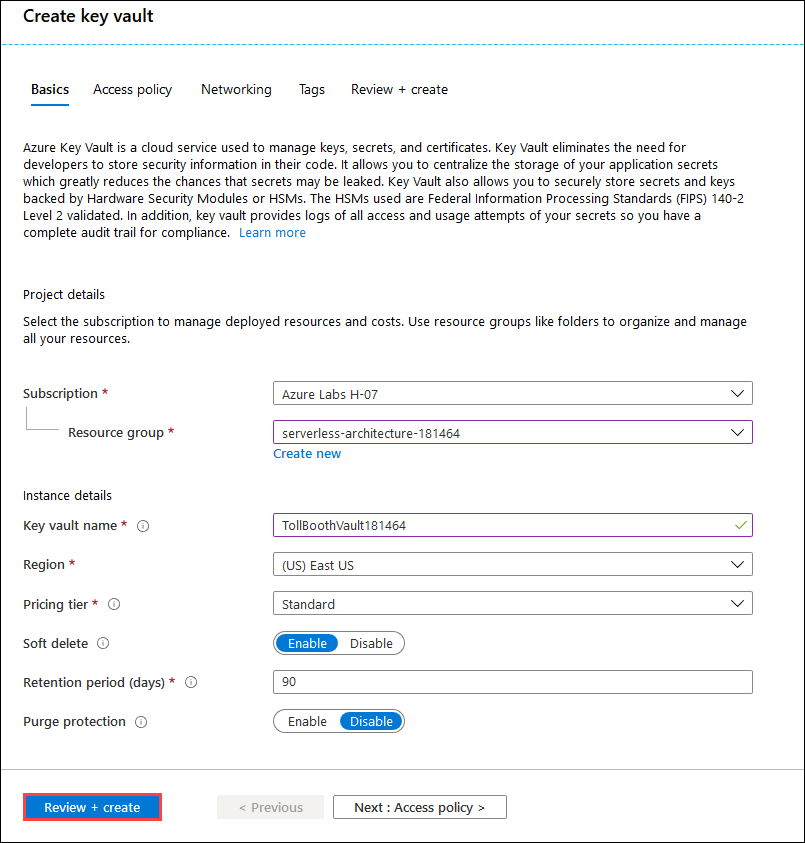 Create key vault
Basics Access policy Networking Tags Review + create
Azure Key Vault is a cloud service used to manage keys, secrets, and certificates. Key Vault eliminates the need for
developers to store security information in their code. It allows you to centralize the storage of your application secrets
which greatly reduces the chances that secrets may be leaked. Key Vault also allows you to securely store secrets and keys
backed by Hardware Security Modules or HSMs. The HSMs used are Federal Information Processing Standards (FIPS) 140-2
Level 2 validated. In addition, key vault provides logs of all access and usage attempts of your secrets so you have a
complete audit trail for compliance. Learn more
Project details
Select the subscription to manage deployed resources and costs. Use resource groups like folders to organize and manage
all your resources.
Subscription * Azure Labs H-07
Resource group * serverless-architecture-181464
Create new
Instance details
Key vault name * TollBoothVault181464
Region * (US) East US
Pricing tier * Standard
Soft delete Enable Disable
Retention period (days) * 90
Purge protection Enable Disable
Review + create < Previous Next : Access policy >